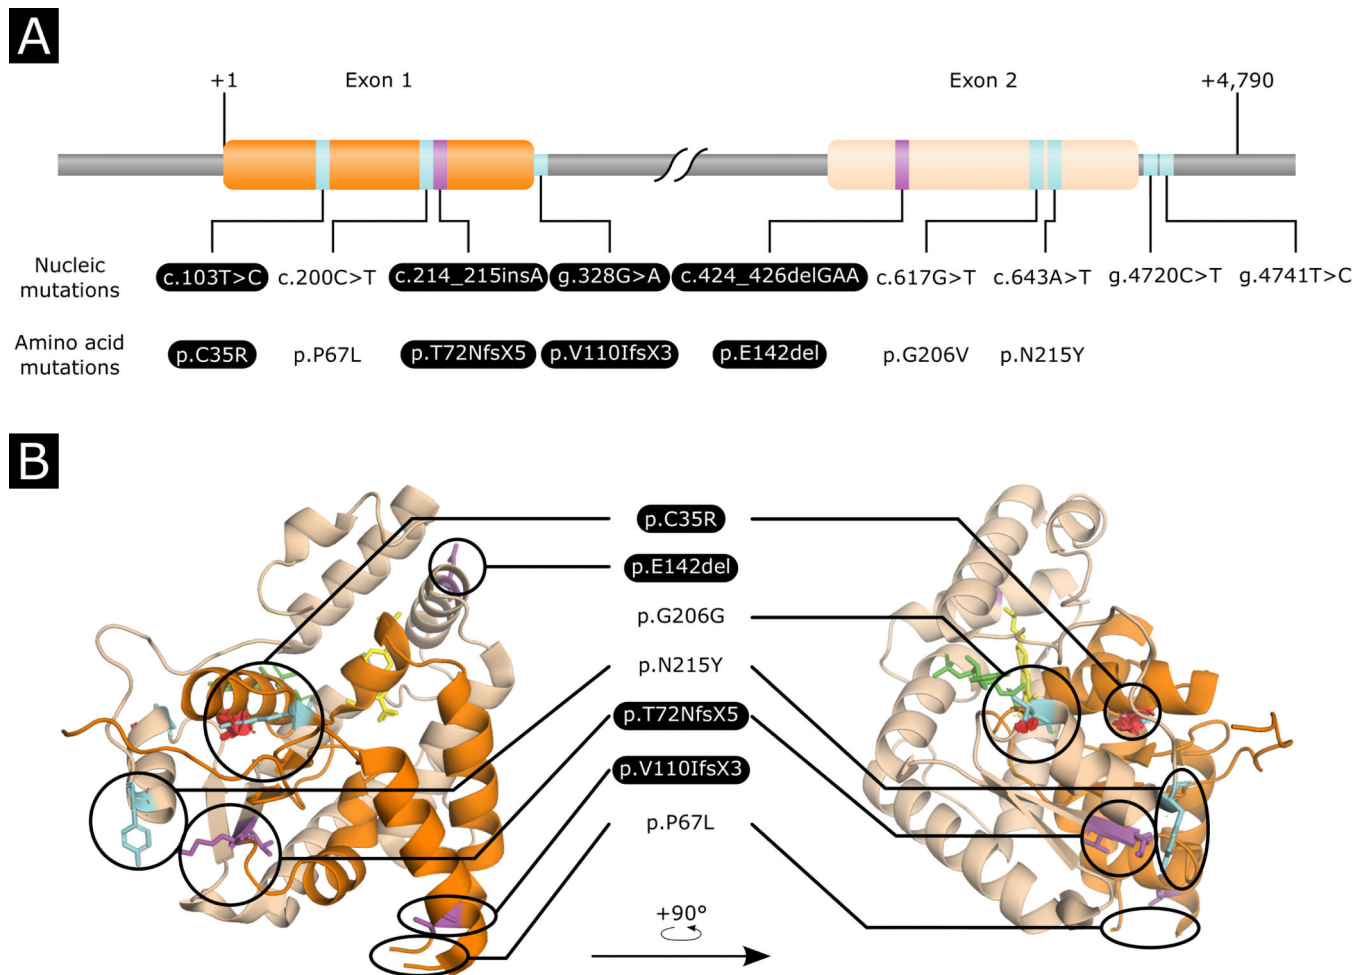 A
+1 Exon 1 Exon 2 +4,790
Nucleic mutations
c.103T>C c.200C>T c.214_215insA g.328G>A c.424_426delGAA c.617G>T c.643A>T g.4720C>T g.4741T>C
Amino acid mutations
p.C35R p.P67L p.T72NfsX5 p.V110IfsX3 p.E142del p.G206V p.N215Y
B
p.C35R
p.E142del
p.G206G
p.N215Y
p.T72NfsX5
p.V110IfsX3
p.P67L
+90°